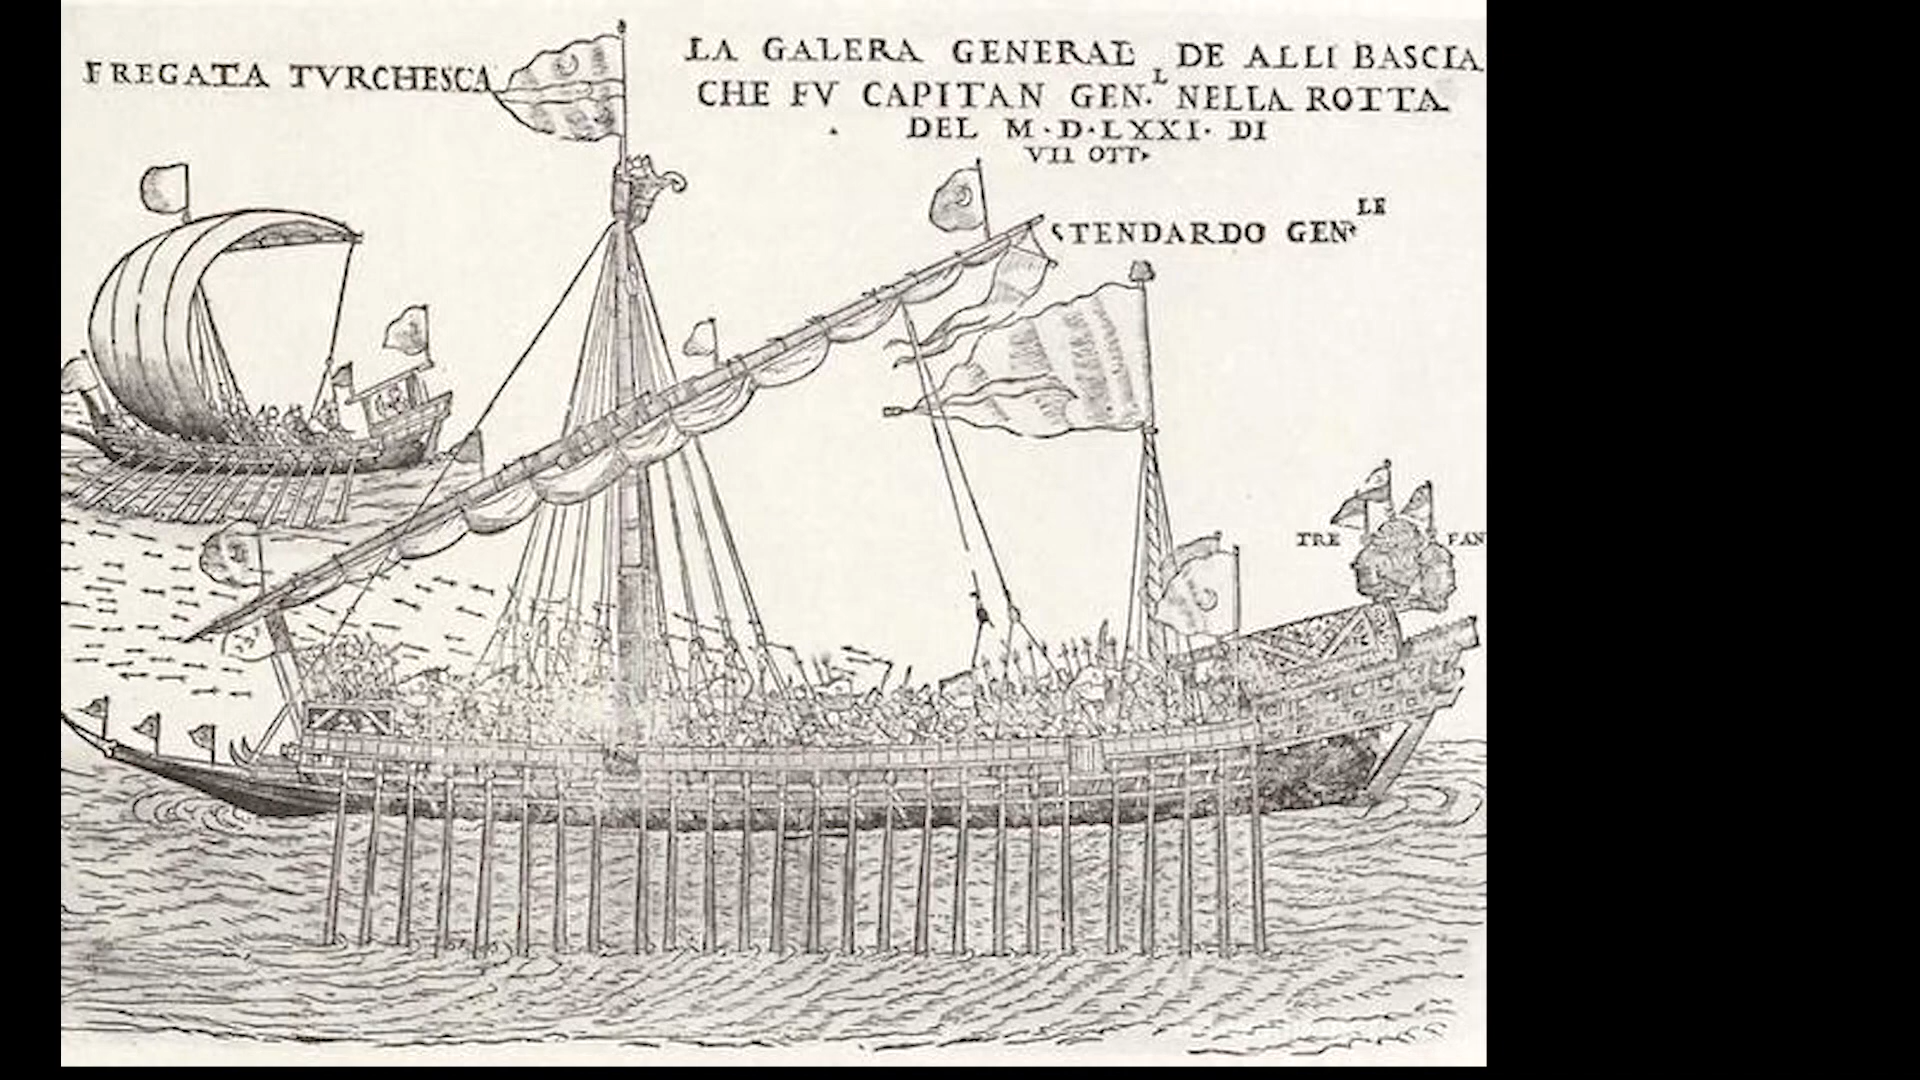 FREGATA TVRCHESCA
LA GALERA GENERAL DE ALLI BASCIA
CHE FV CAPITAN GEN.L NELLA ROTTA
DEL M·D·LXXI· DI
VII OTT
STENDARDO GEN LE
TRE FAN